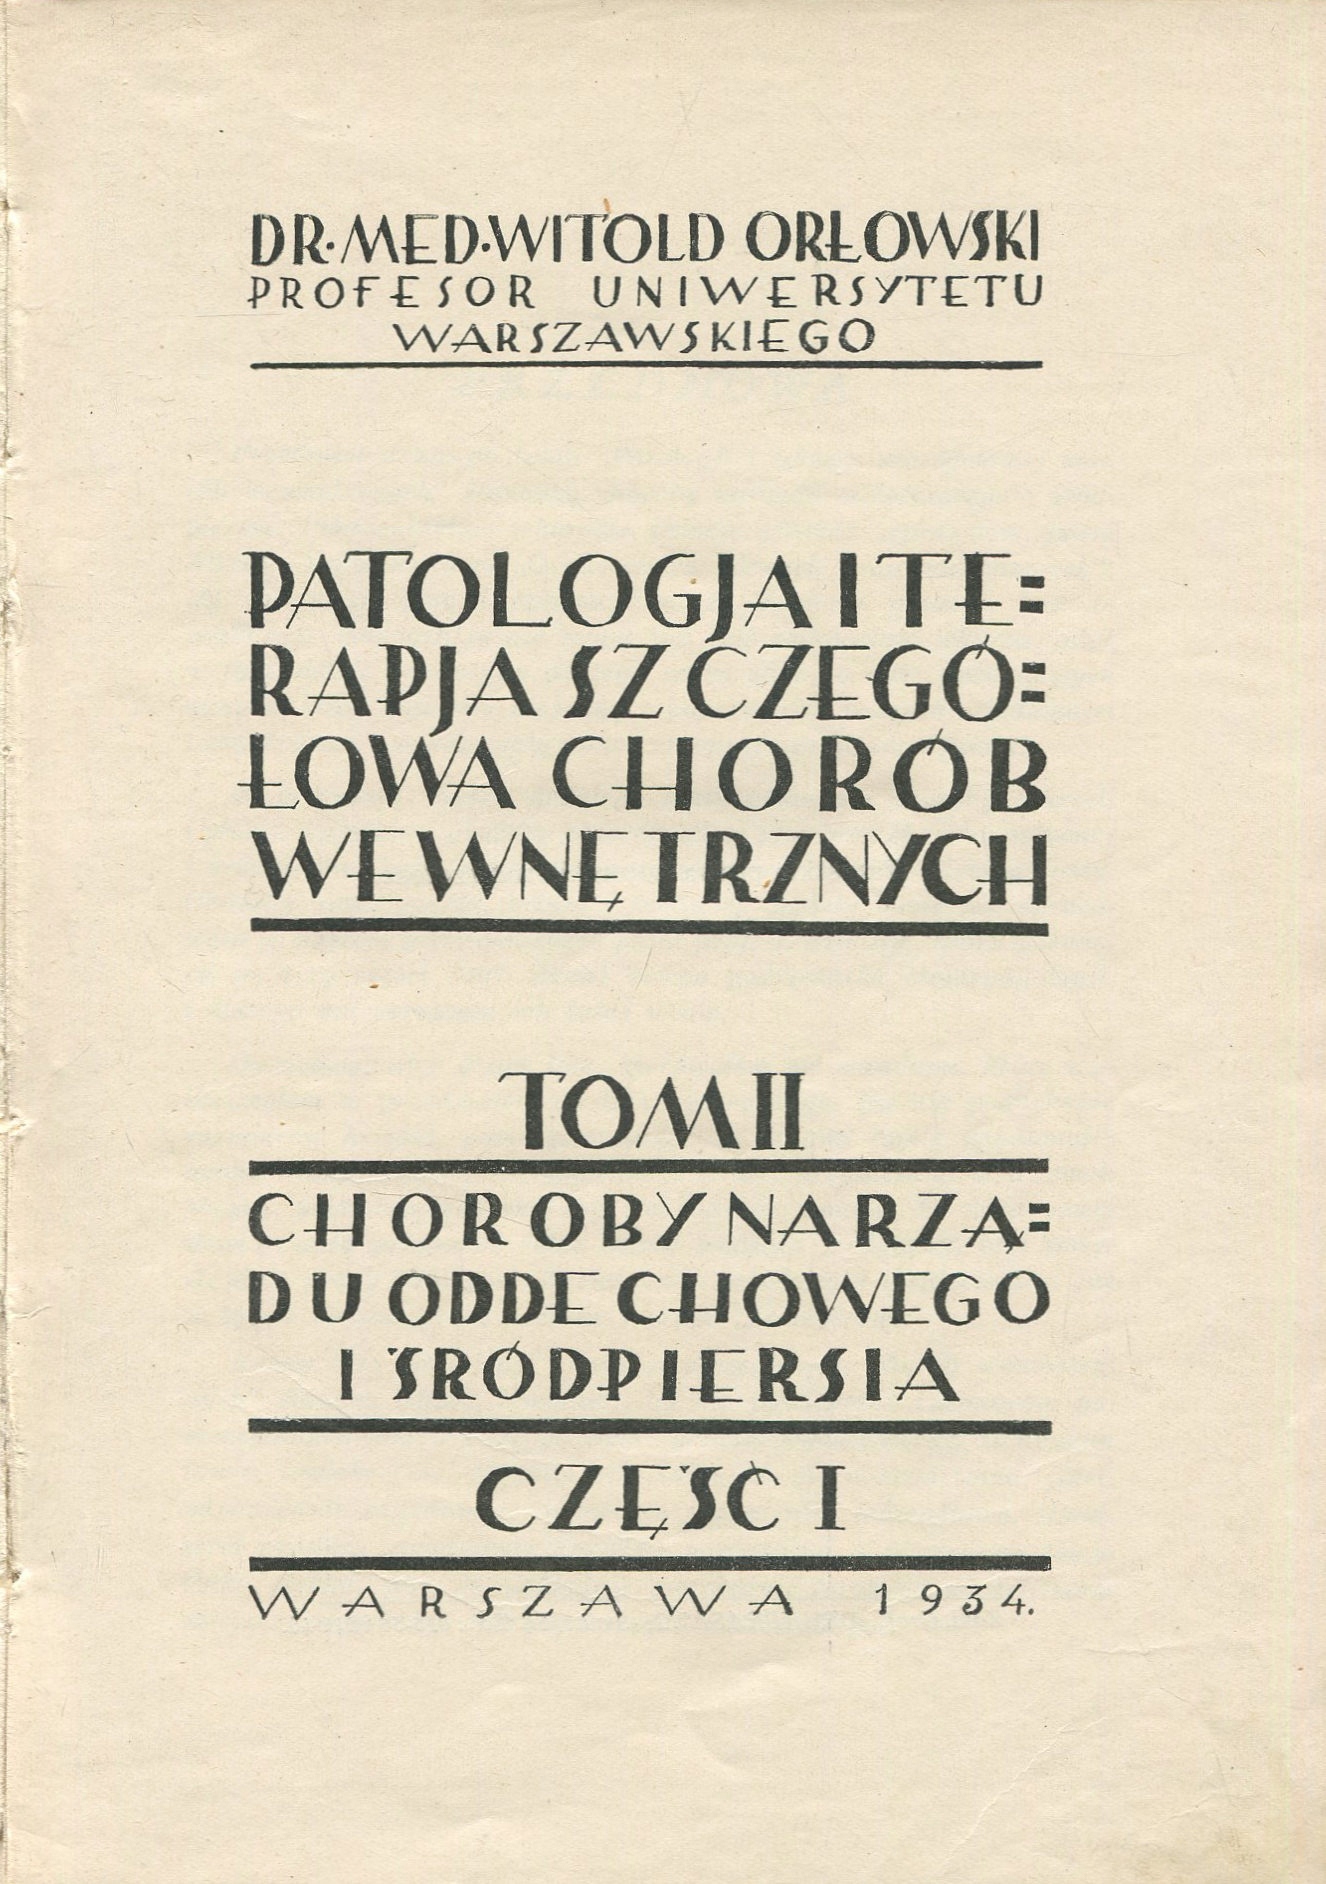 DR·MED·WITOLD ORŁOWSKI
PROFESOR UNIWERSYTETU
WARSZAWSKIEGO
PATOLOGJA I TE=
RAPJA SZCZEGÓ=
ŁOWA CHORÓB
WEWNĘTRZNYCH
TOM II
CHOROBY NARZĄ=
DU ODDECHOWEGO
I ŚRÓDPIERSIA
CZĘŚĆ I
WARSZAWA 1934.